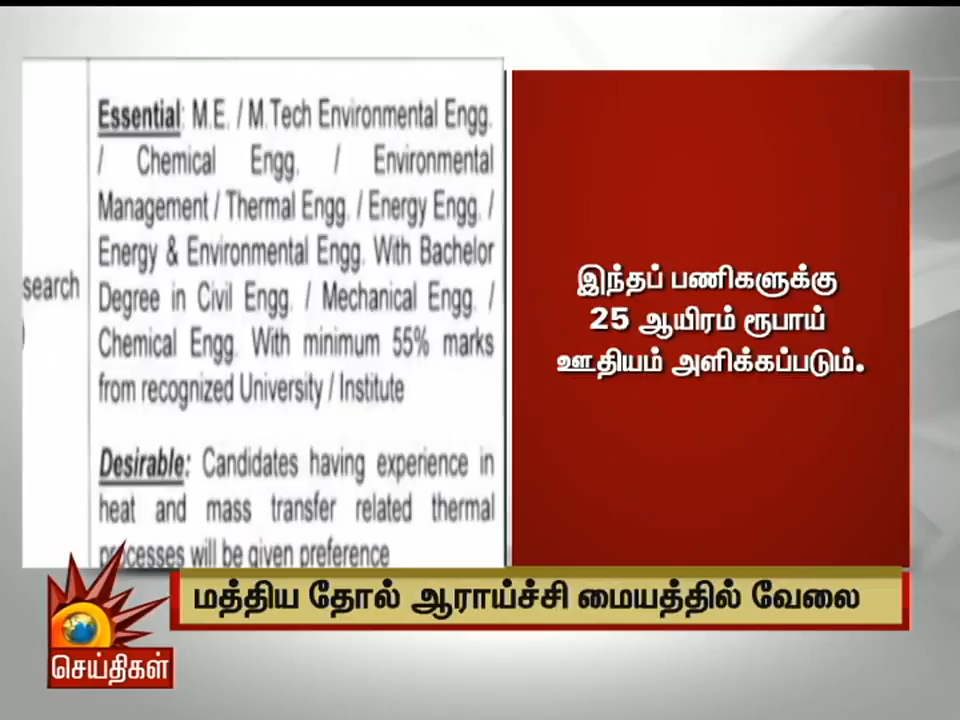 search
Essential: M.E. / M.Tech Environmental Engg.
/ Chemical Engg. / Environmental
Management / Thermal Engg. / Energy Engg. /
Energy & Environmental Engg. With Bachelor
Degree in Civil Engg. / Mechanical Engg. /
Chemical Engg. With minimum 55% marks
from recognized University / Institute
Desirable: Candidates having experience in
heat and mass transfer related thermal
processes will be given preference
இந்தப் பணிகளுக்கு
25 ஆயிரம் ரூபாய்
ஊதியம் அளிக்கப்படும்.
மத்திய தோல் ஆராய்ச்சி மையத்தில் வேலை
செய்திகள்